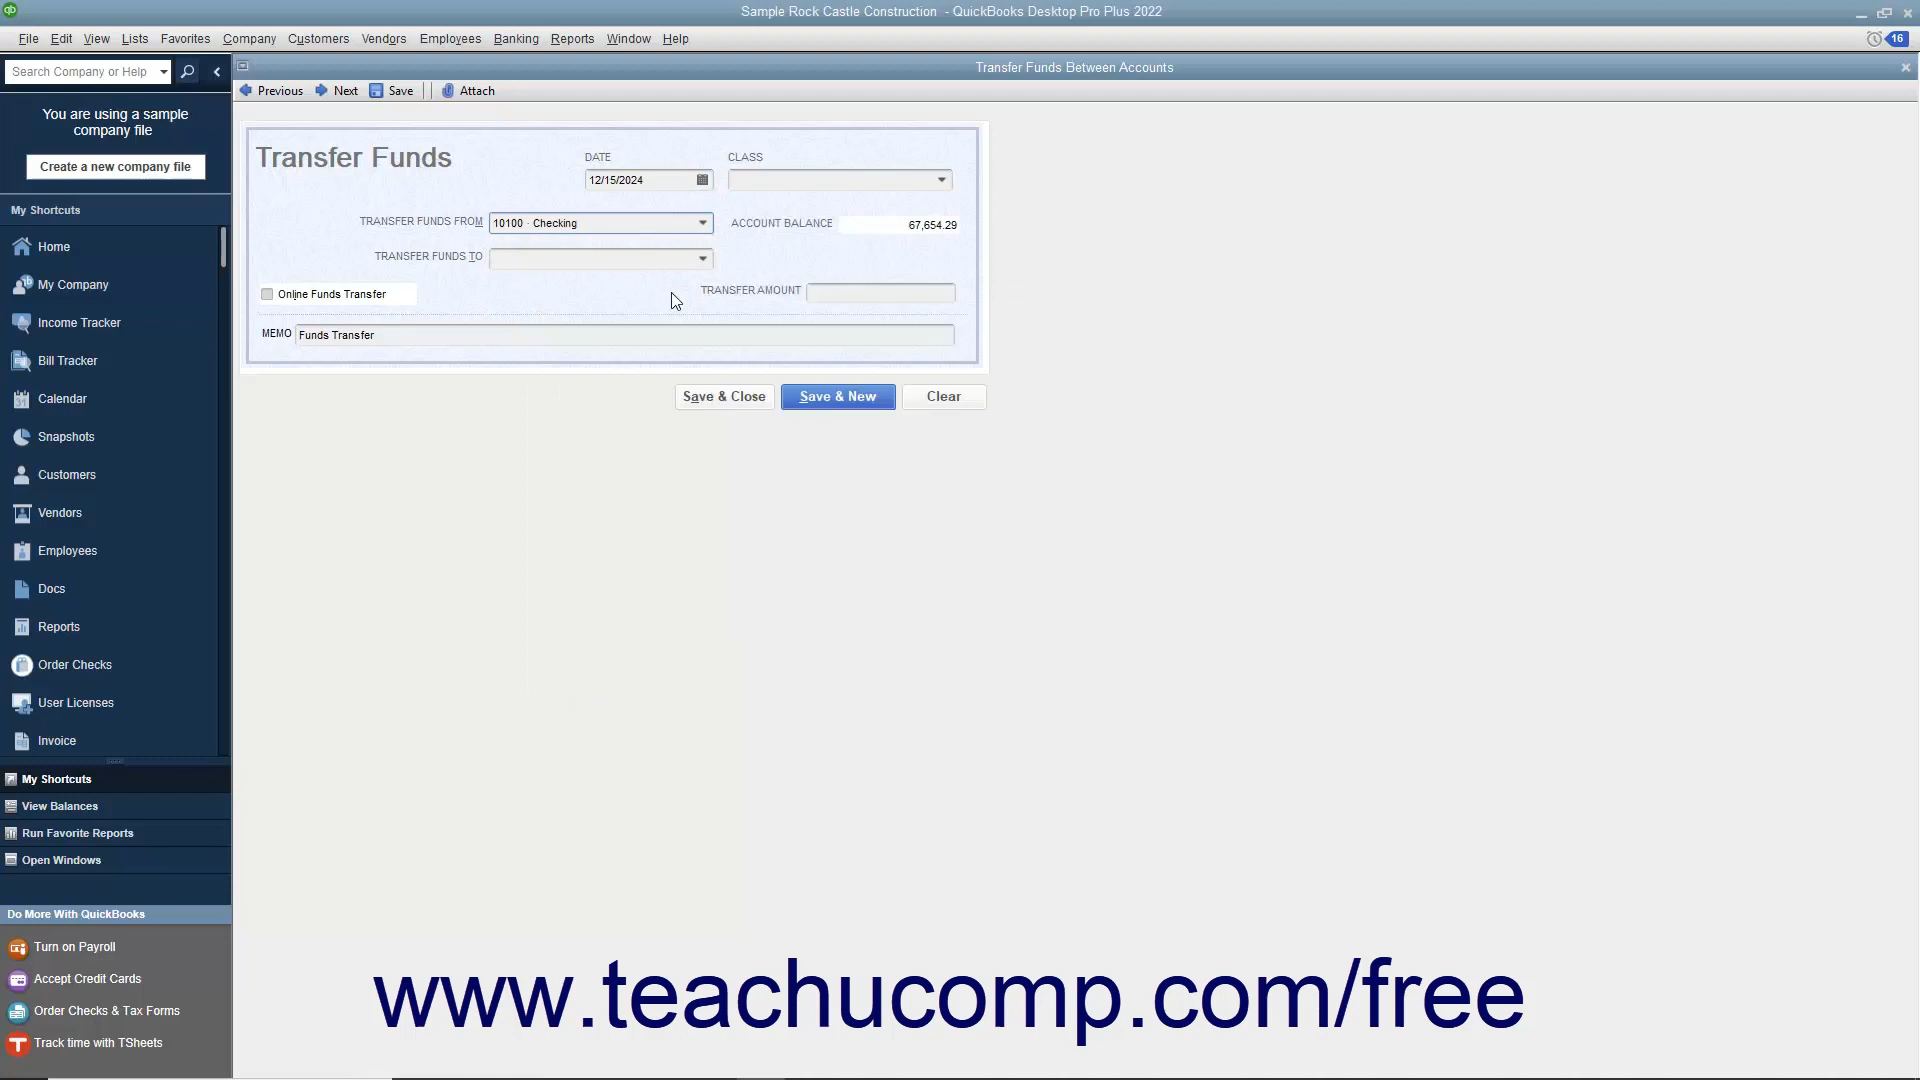 Sample Rock Castle Construction - QuickBooks Desktop Pro Plus 2022
File Edit View Lists Favorites Company Customers Vendors Employees Banking Reports Window Help
16
Search Company or Help
Transfer Funds Between Accounts
Previous Next Save Attach
You are using a sample
company file
Create a new company file
My Shortcuts
Home
My Company
Income Tracker
Bill Tracker
Calendar
Snapshots
Customers
Vendors
Employees
Docs
Reports
Order Checks
User Licenses
Invoice
My Shortcuts
View Balances
Run Favorite Reports
Open Windows
Do More With QuickBooks
Turn on Payroll
Accept Credit Cards
Order Checks & Tax Forms
Track time with TSheets
Transfer Funds
DATE CLASS
12/15/2024
TRANSFER FUNDS FROM 10100 · Checking ACCOUNT BALANCE 67,654.29
TRANSFER FUNDS TO
Online Funds Transfer TRANSFER AMOUNT
MEMO Funds Transfer
Save & Close Save & New Clear
www.teachucomp.com/free